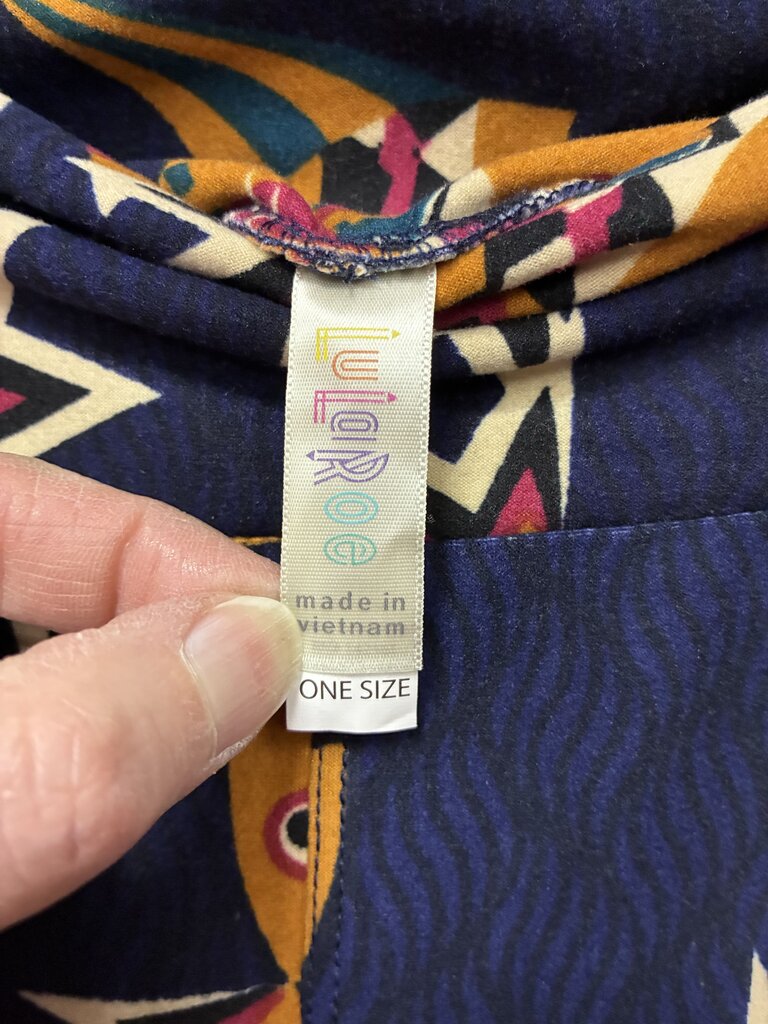 LuLaRoe
made in
vietnam
ONE SIZE